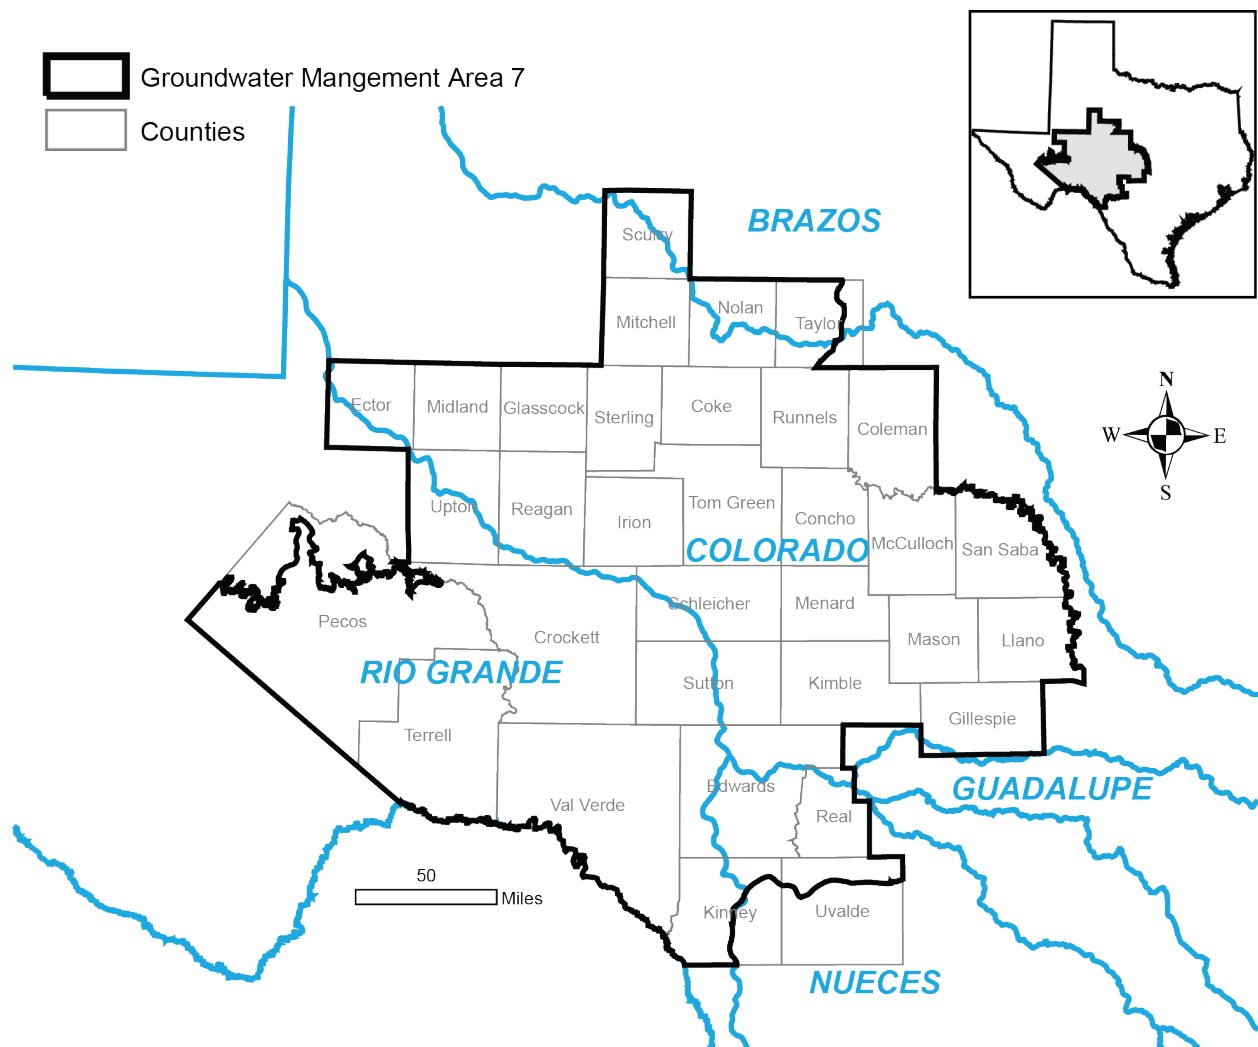 Groundwater Mangement Area 7
Counties
BRAZOS
Scurry
Mitchell
Nolan
Taylor
Ector
Midland
Glasscock
Sterling
Coke
Runnels
Coleman
N
W
E
S
Upton
Reagan
Irion
Tom Green
Concho
COLORADO
McCulloch
San Saba
Pecos
Crockett
Schleicher
Menard
Mason
Llano
RIO GRANDE
Sutton
Kimble
Gillespie
Terrell
Val Verde
Edwards
Real
GUADALUPE
50
Miles
Kinney
Uvalde
NUECES